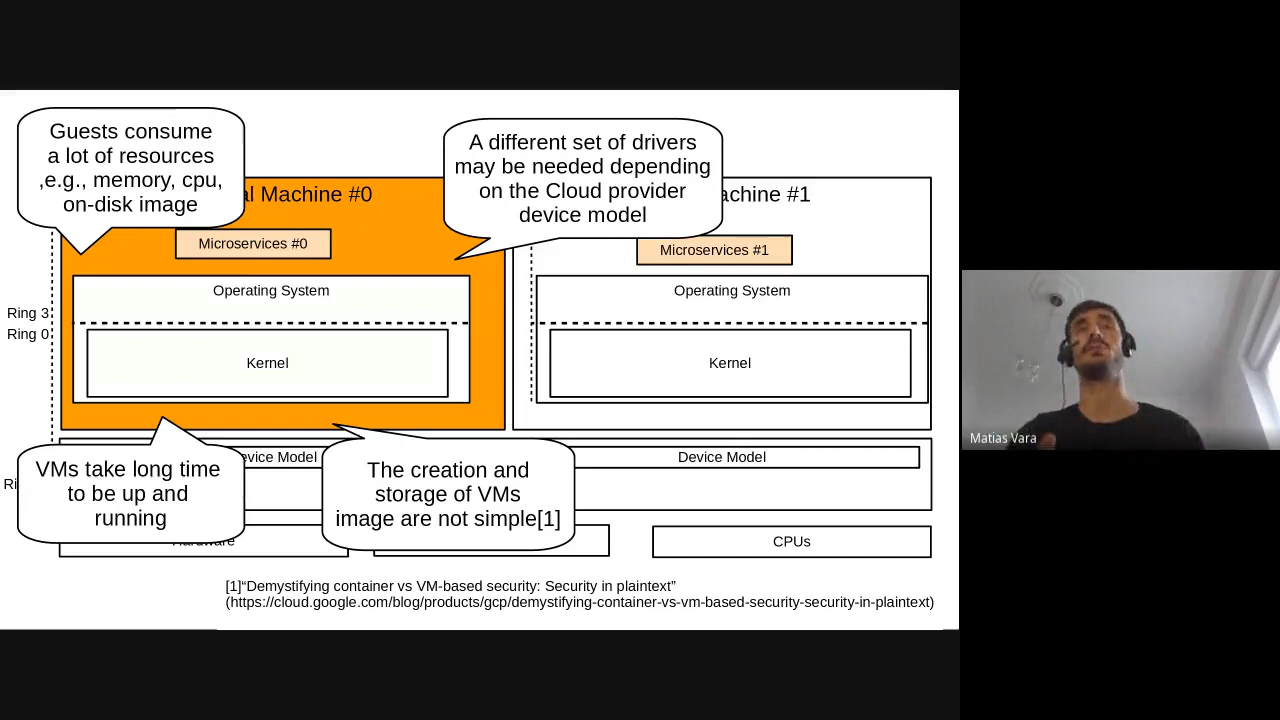 Guests consume
a lot of resources
,e.g., memory, cpu,
on-disk image
A different set of drivers
may be needed depending
on the Cloud provider
device model
al Machine #0
achine #1
Microservices #0
Microservices #1
Operating System
Operating System
Ring 3
Ring 0
Kernel
Kernel
evice Model
Device Model
VMs take long time
to be up and
running
The creation and
storage of VMs
image are not simple[1]
Ri
Hardware
CPUs
[1]“Demystifying container vs VM-based security: Security in plaintext”
(https://cloud.google.com/blog/products/gcp/demystifying-container-vs-vm-based-security-security-in-plaintext)
Matias Vara